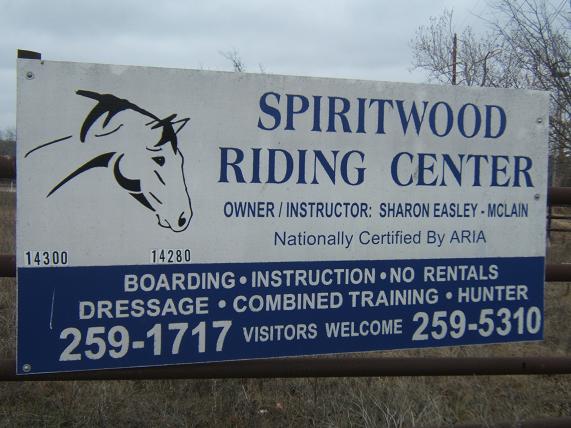 SPIRITWOOD
RIDING CENTER
OWNER / INSTRUCTOR: SHARON EASLEY - MCLAIN
Nationally Certified By ARIA
14300 14280
BOARDING • INSTRUCTION • NO RENTALS
DRESSAGE • COMBINED TRAINING • HUNTER
259-1717 VISITORS WELCOME 259-5310